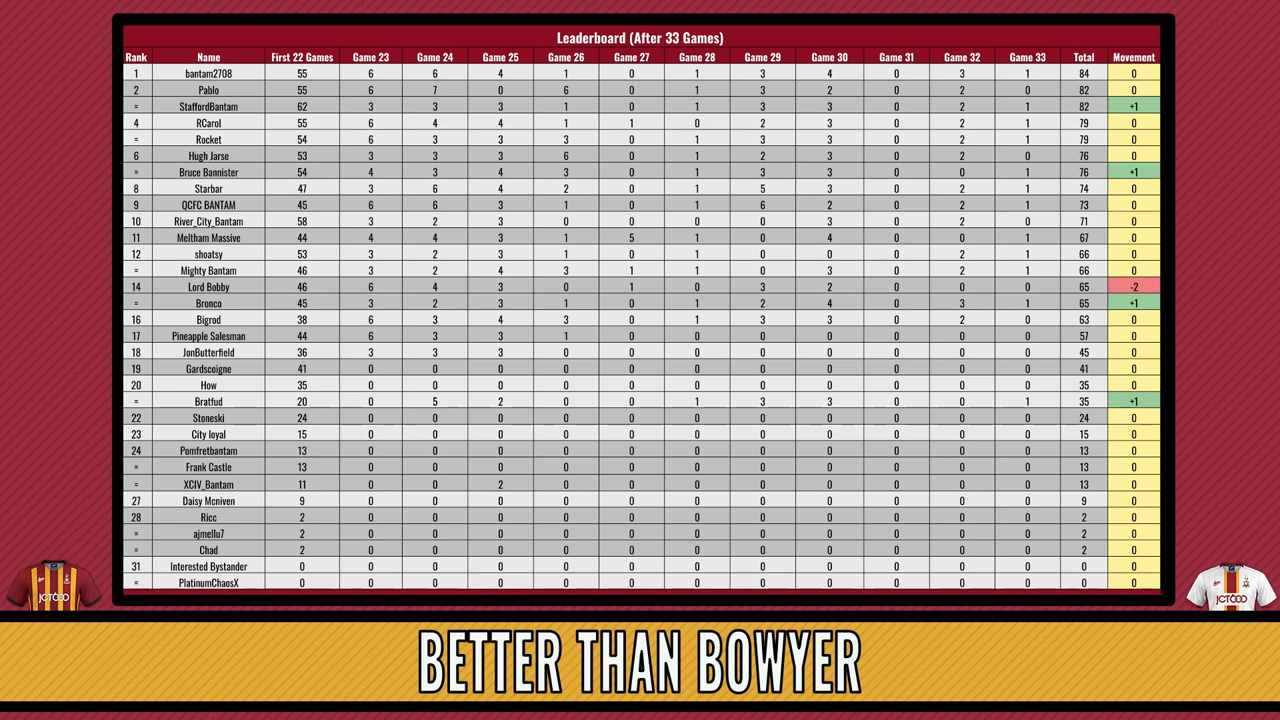 Leaderboard (After 33 Games)
Rank Name First 22 Games Game 23 Game 24 Game 25 Game 26 Game 27 Game 28 Game 29 Game 30 Game 31 Game 32 Game 33 Total Movement
1 bantam2708 55 6 6 4 1 0 1 3 4 0 3 1 84 0
2 Pablo 55 6 7 0 6 0 1 3 2 0 2 0 82 0
= StaffordBantam 62 3 3 3 1 0 1 3 3 0 2 1 82 +1
4 RCarol 55 6 4 4 1 1 0 2 3 0 2 1 79 0
= Rocket 54 6 3 3 3 0 1 3 3 0 2 1 79 0
6 Hugh Jarse 53 3 3 3 6 0 1 2 3 0 2 0 76 0
= Bruce Bannister 54 4 3 4 3 0 1 3 3 0 0 1 76 +1
8 Starbar 47 3 6 4 2 0 1 5 3 0 2 1 74 0
9 QCFC BANTAM 45 6 6 3 1 0 1 6 2 0 2 1 73 0
10 River_City_Bantam 58 3 2 3 0 0 0 0 3 0 2 0 71 0
11 Meltham Massive 44 4 4 3 1 5 1 0 4 0 0 1 67 0
12 shoatsy 53 3 2 3 1 0 1 0 0 0 2 1 66 0
= Mighty Bantam 46 3 2 4 3 1 1 0 3 0 2 1 66 0
14 Lord Bobby 46 6 4 3 0 1 0 3 2 0 0 0 65 -2
= Bronco 45 3 2 3 1 0 1 2 4 0 3 1 65 +1
16 Bigrod 38 6 3 4 3 0 1 3 3 0 2 0 63 0
17 Pineapple Salesman 44 6 3 3 1 0 0 0 0 0 0 0 57 0
18 JonButterfield 36 3 3 3 0 0 0 0 0 0 0 0 45 0
19 Gardscoigne 41 0 0 0 0 0 0 0 0 0 0 0 41 0
20 How 35 0 0 0 0 0 0 0 0 0 0 0 35 0
= Bratfud 20 0 5 2 0 0 1 3 3 0 0 1 35 +1
22 Stoneski 24 0 0 0 0 0 0 0 0 0 0 0 24 0
23 City loyal 15 0 0 0 0 0 0 0 0 0 0 0 15 0
24 Pomfretbantam 13 0 0 0 0 0 0 0 0 0 0 0 13 0
= Frank Castle 13 0 0 0 0 0 0 0 0 0 0 0 13 0
= XCIV_Bantam 11 0 0 2 0 0 0 0 0 0 0 0 13 0
27 Daisy Mcniven 9 0 0 0 0 0 0 0 0 0 0 0 9 0
28 Ricc 2 0 0 0 0 0 0 0 0 0 0 0 2 0
= ajmellu7 2 0 0 0 0 0 0 0 0 0 0 0 2 0
= Chad 2 0 0 0 0 0 0 0 0 0 0 0 2 0
31 Interested Bystander 0 0 0 0 0 0 0 0 0 0 0 0 0 0
= PlatinumChaosX 0 0 0 0 0 0 0 0 0 0 0 0 0 0
JCT600
JCT600
BETTER THAN BOWYER